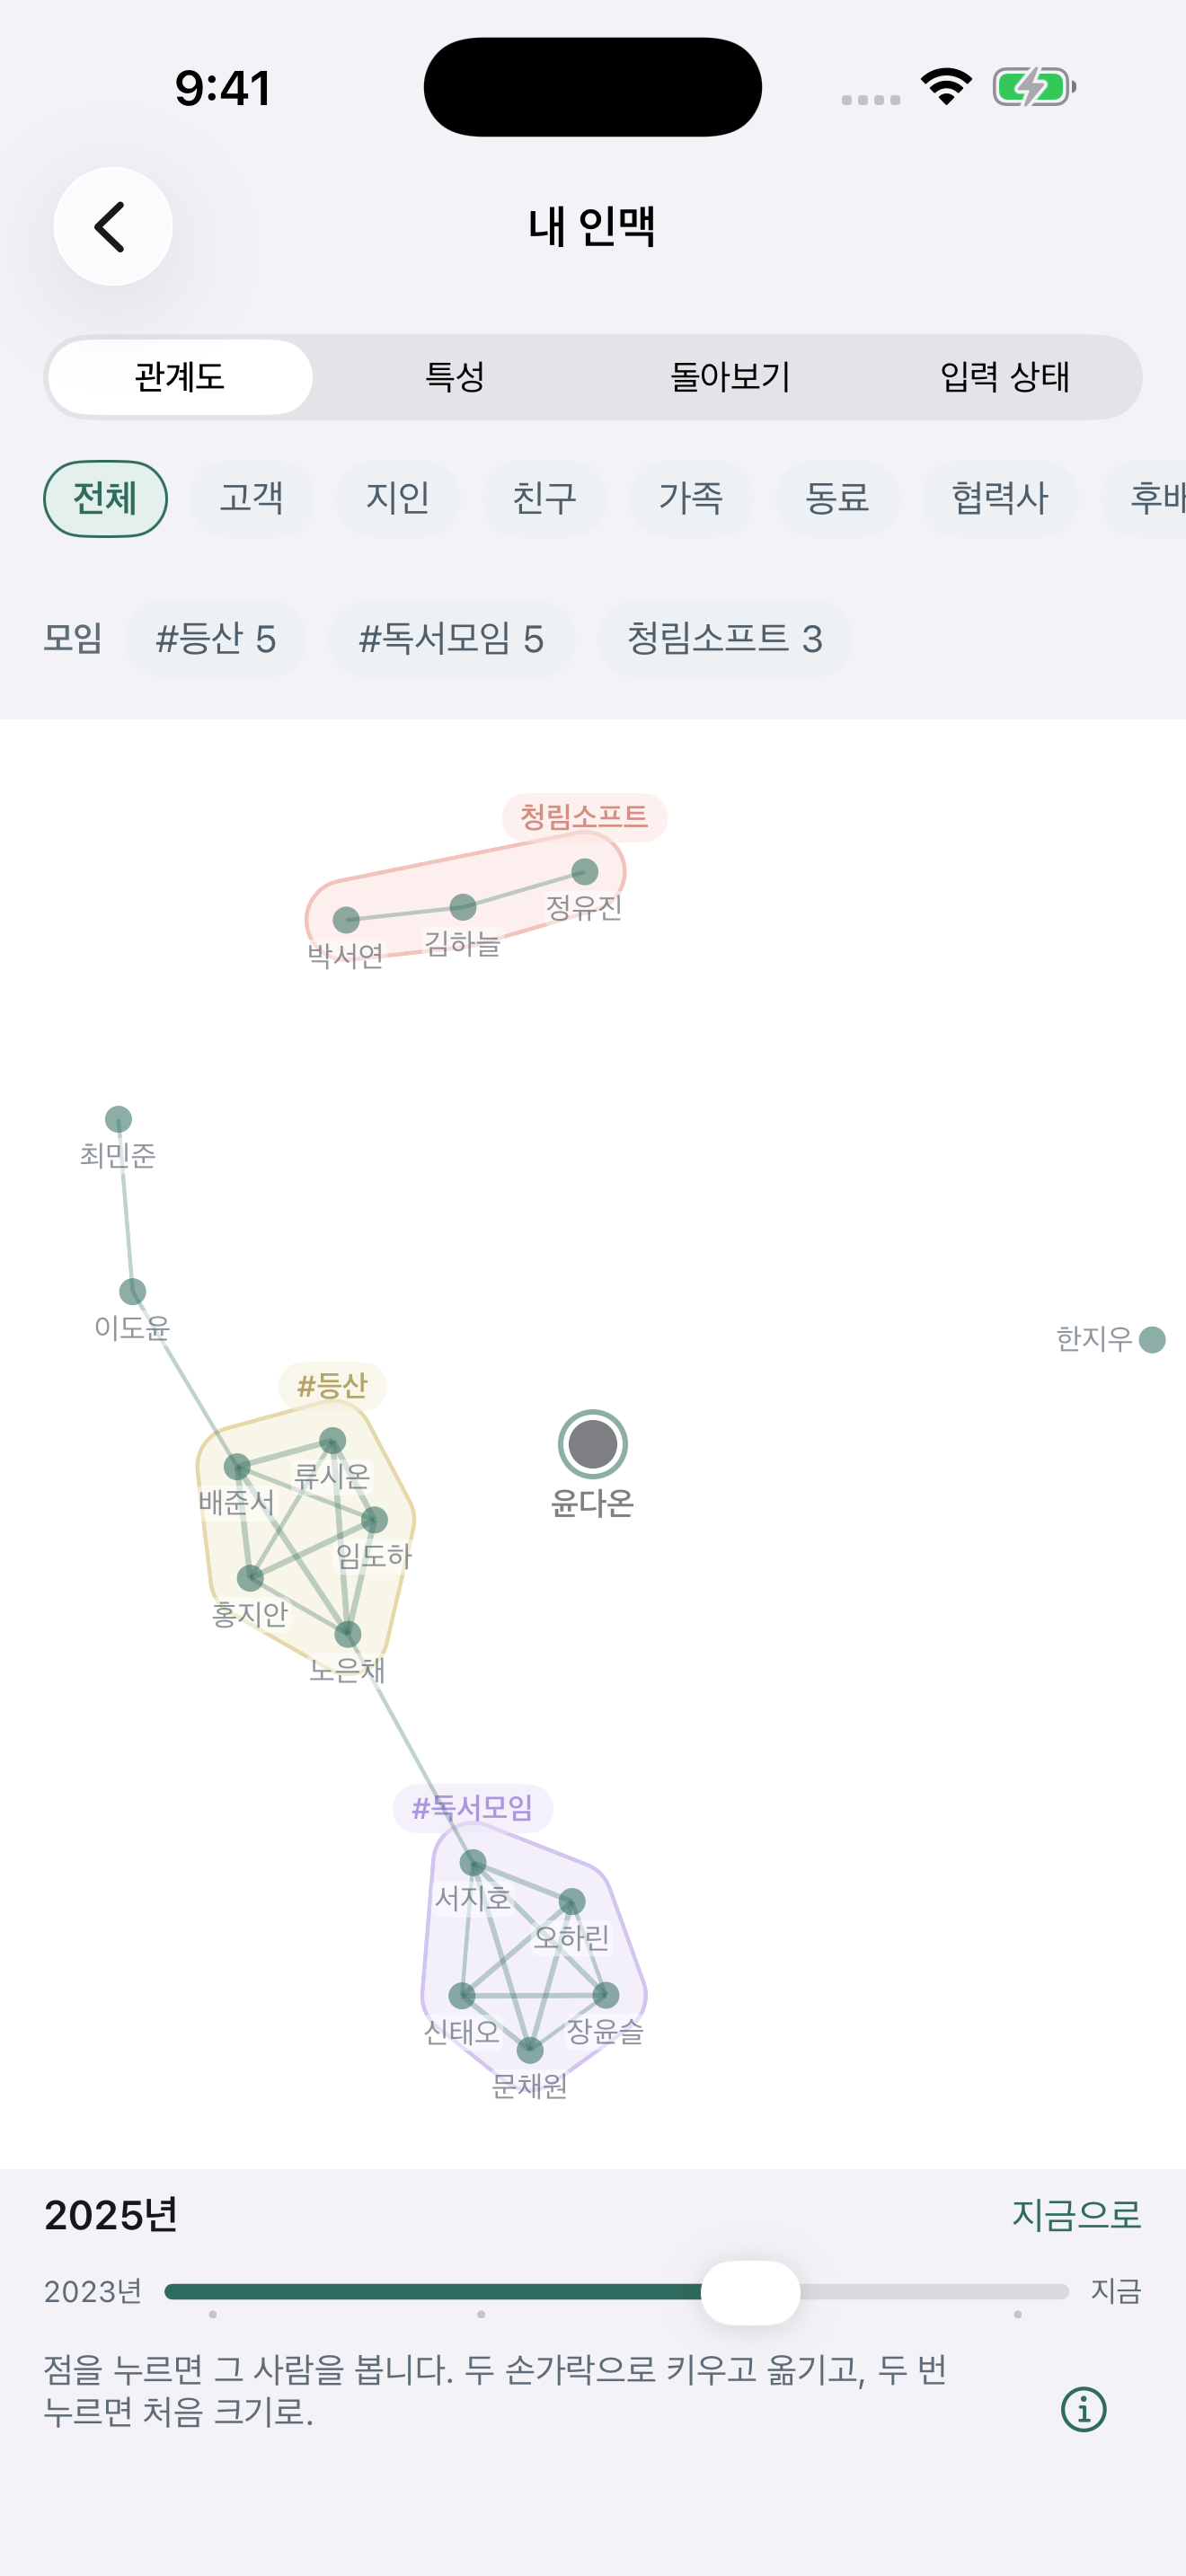 9:41
내 인맥
관계도 특성 돌아보기 입력 상태
전체 고객 지인 친구 가족 동료 협력사 후배
모임 #등산 5 #독서모임 5 청림소프트 3
청림소프트
정유진
김하늘
박서연
최민준
이도윤
한지우
#등산
류시온
배준서
윤다온
임도하
홍지안
노은채
#독서모임
서지호
오하린
신태오
장윤슬
문채원
2025년 지금으로
2023년 지금
점을 누르면 그 사람을 봅니다. 두 손가락으로 키우고 옮기고, 두 번
누르면 처음 크기로.